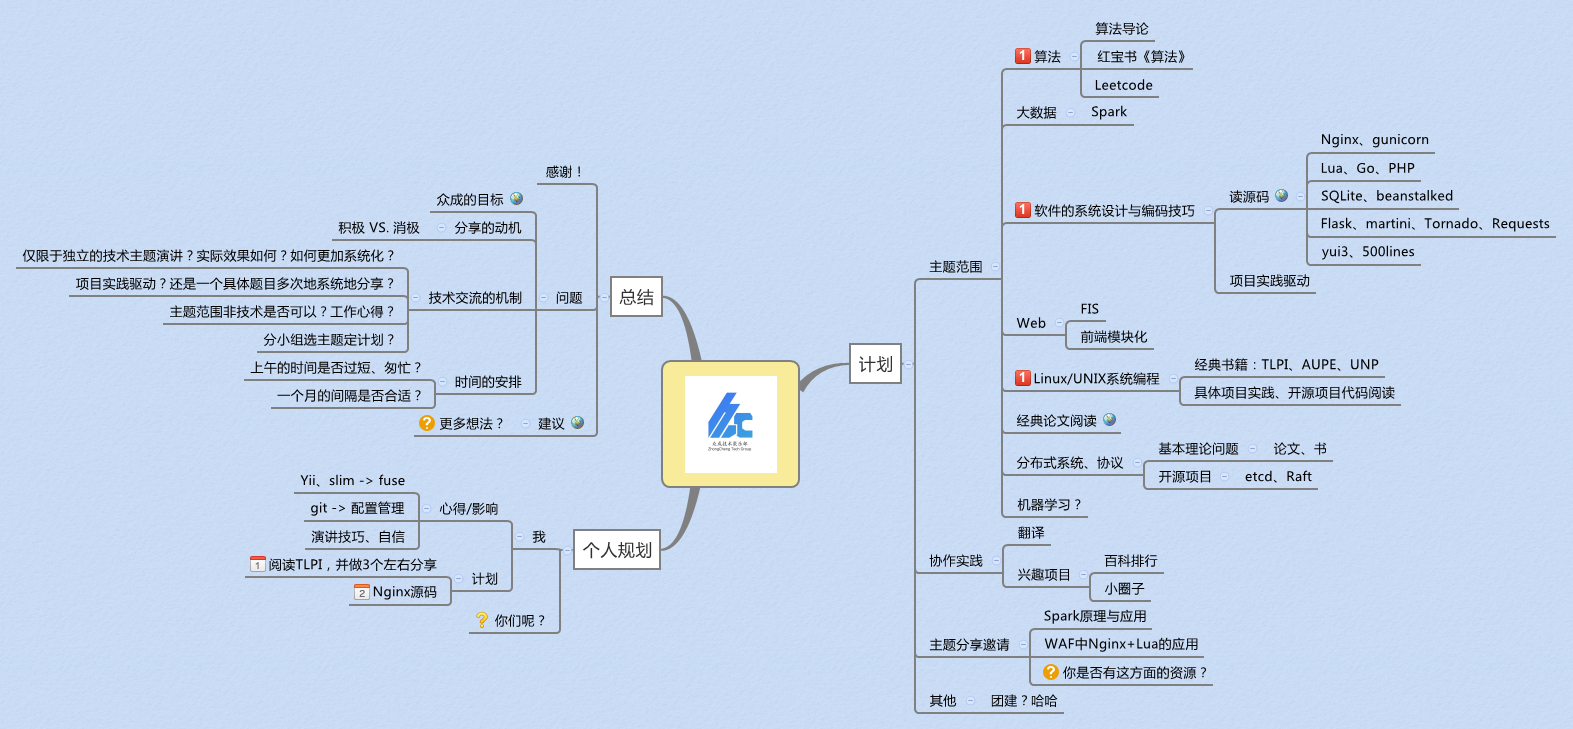 感谢！
众成的目标
积极 VS. 消极
分享的动机
仅限于独立的技术主题演讲？实际效果如何？如何更加系统化？
项目实践驱动？还是一个具体题目多次地系统地分享？
主题范围非技术是否可以？工作心得？
分小组选主题定计划？
技术交流的机制
上午的时间是否过短、匆忙？
一个月的间隔是否合适？
时间的安排
问题
更多想法？
建议
总结
Yii、slim -> fuse
git -> 配置管理
演讲技巧、自信
心得/影响
1 阅读TLPI，并做3个左右分享
2 Nginx源码
计划
我
你们呢？
个人规划
众成技术俱乐部
ZhongCheng Tech Group
计划
主题范围
1 算法
算法导论
红宝书《算法》
Leetcode
大数据
Spark
1 软件的系统设计与编码技巧
读源码
Nginx、gunicorn
Lua、Go、PHP
SQLite、beanstalked
Flask、martini、Tornado、Requests
yui3、500lines
项目实践驱动
Web
FIS
前端模块化
1 Linux/UNIX系统编程
经典书籍：TLPI、AUPE、UNP
具体项目实践、开源项目代码阅读
经典论文阅读
分布式系统、协议
基本理论问题
论文、书
开源项目
etcd、Raft
机器学习？
协作实践
翻译
兴趣项目
百科排行
小圈子
主题分享邀请
Spark原理与应用
WAF中Nginx+Lua的应用
你是否有这方面的资源？
其他
团建？哈哈